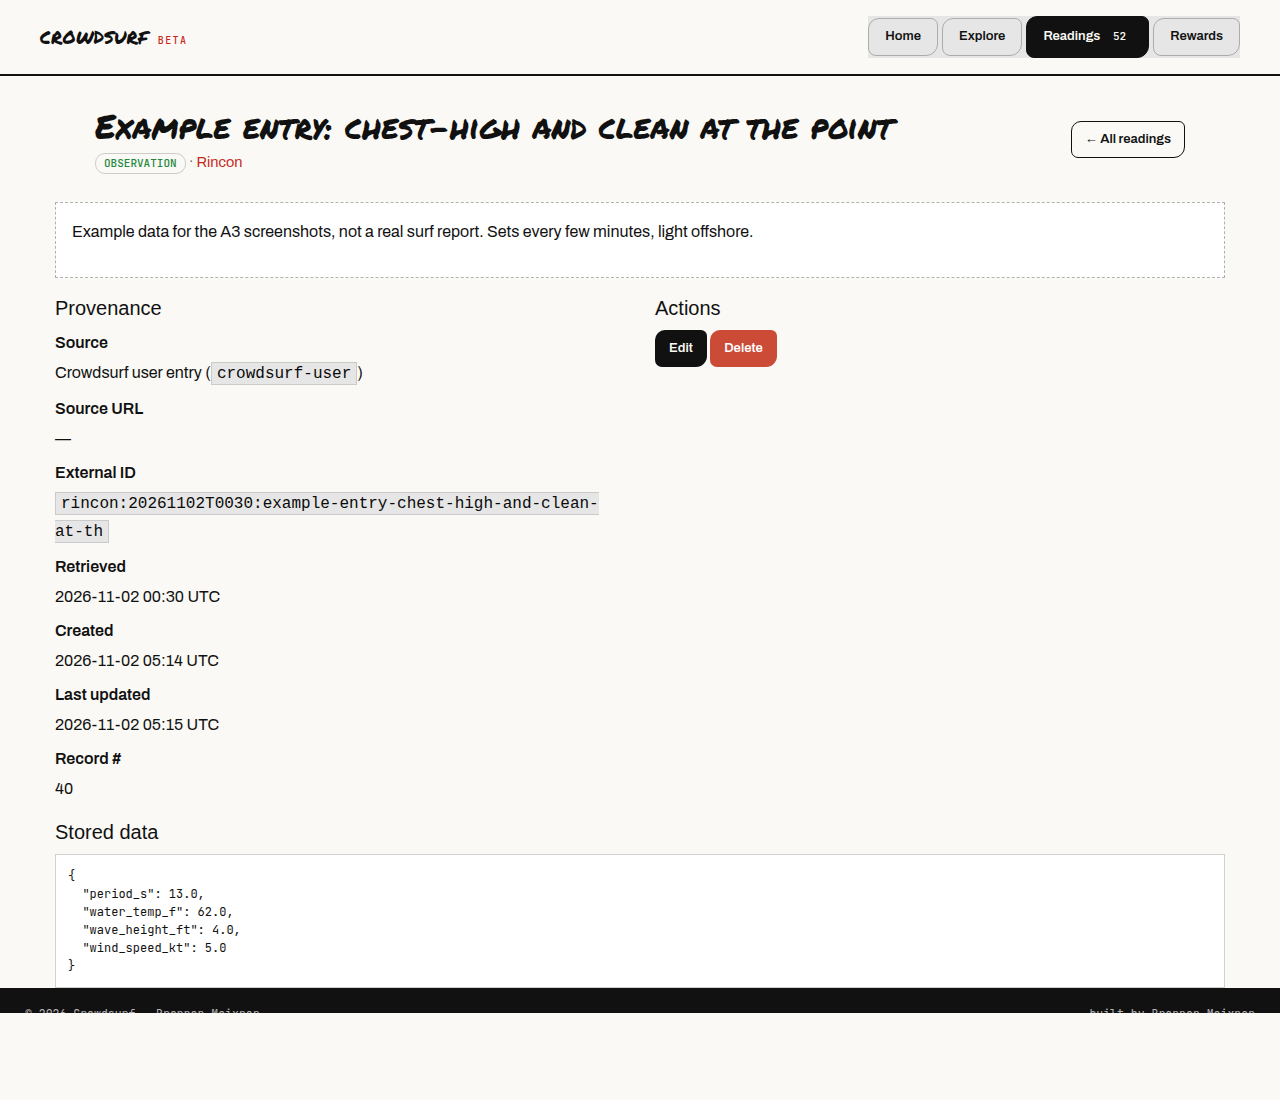 CROWDSURF BETA
Home Explore Readings 52 Rewards
Example entry: chest-high and clean at the point
← All readings
OBSERVATION · Rincon
Example data for the A3 screenshots, not a real surf report. Sets every few minutes, light offshore.
Provenance
Source
Crowdsurf user entry ( crowdsurf-user )
Source URL
—
External ID
rincon:20261102T0030:example-entry-chest-high-and-clean-
at-th
Retrieved
2026-11-02 00:30 UTC
Created
2026-11-02 05:14 UTC
Last updated
2026-11-02 05:15 UTC
Record #
40
Actions
Edit Delete
Stored data
{
"period_s": 13.0,
"water_temp_f": 62.0,
"wave_height_ft": 4.0,
"wind_speed_kt": 5.0
}
© 2026 Crowdsurf
built by